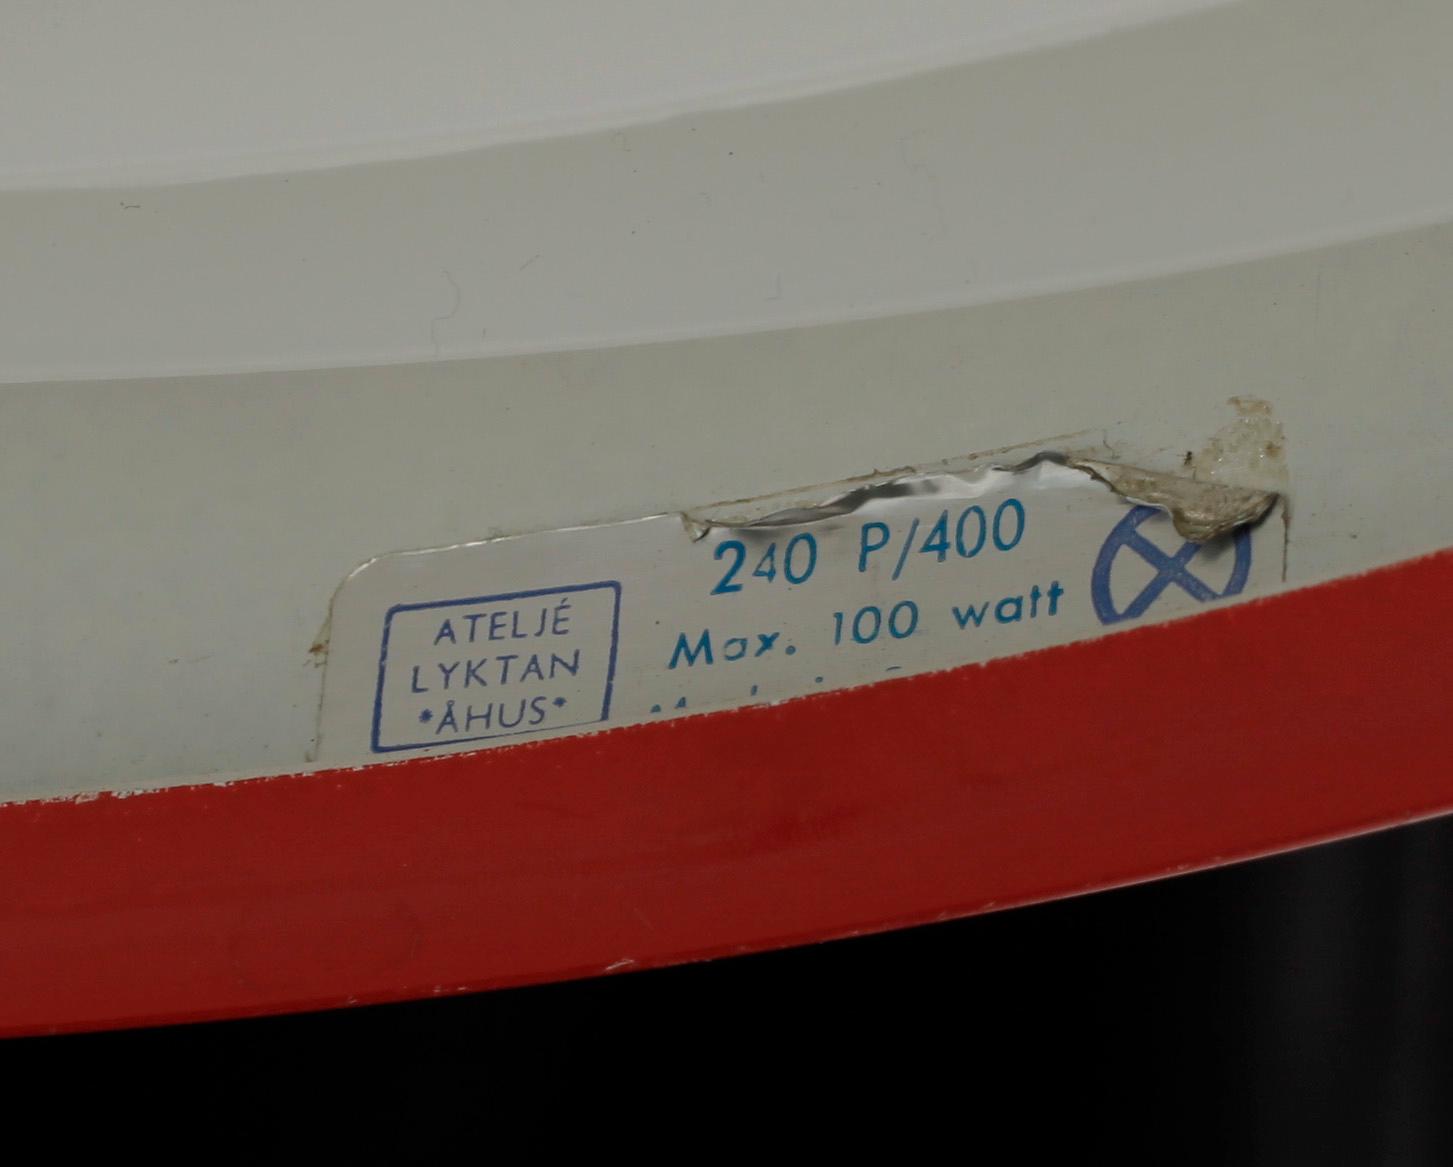 240 P/400
Max. 100 watt
ATELJÉ
LYKTAN
*ÅHUS*